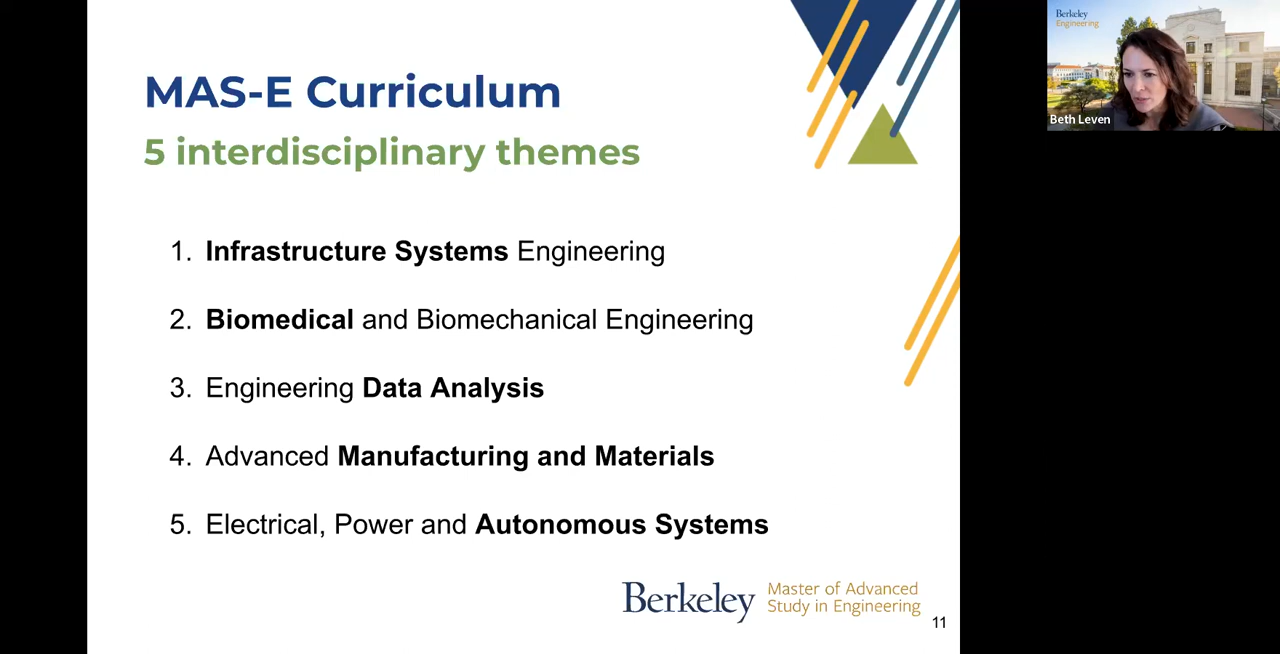 MAS-E Curriculum
5 interdisciplinary themes
1. Infrastructure Systems Engineering
2. Biomedical and Biomechanical Engineering
3. Engineering Data Analysis
4. Advanced Manufacturing and Materials
5. Electrical, Power and Autonomous Systems
Berkeley
Master of Advanced
Study in Engineering
11
Berkeley
Engineering
Beth Leven